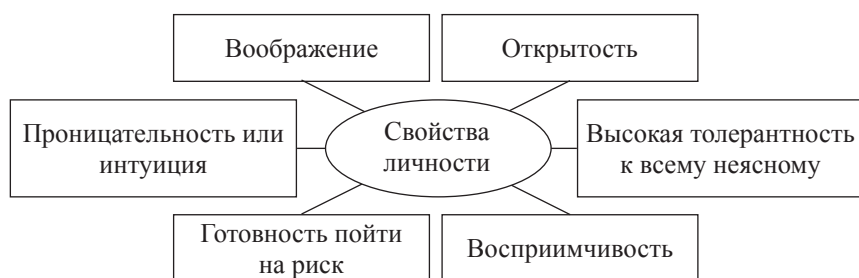 Воображение
Открытость
Проницательность или
интуиция
Свойства
личности
Высокая толерантность
к всему неясному
Готовность пойти
на риск
Восприимчивость